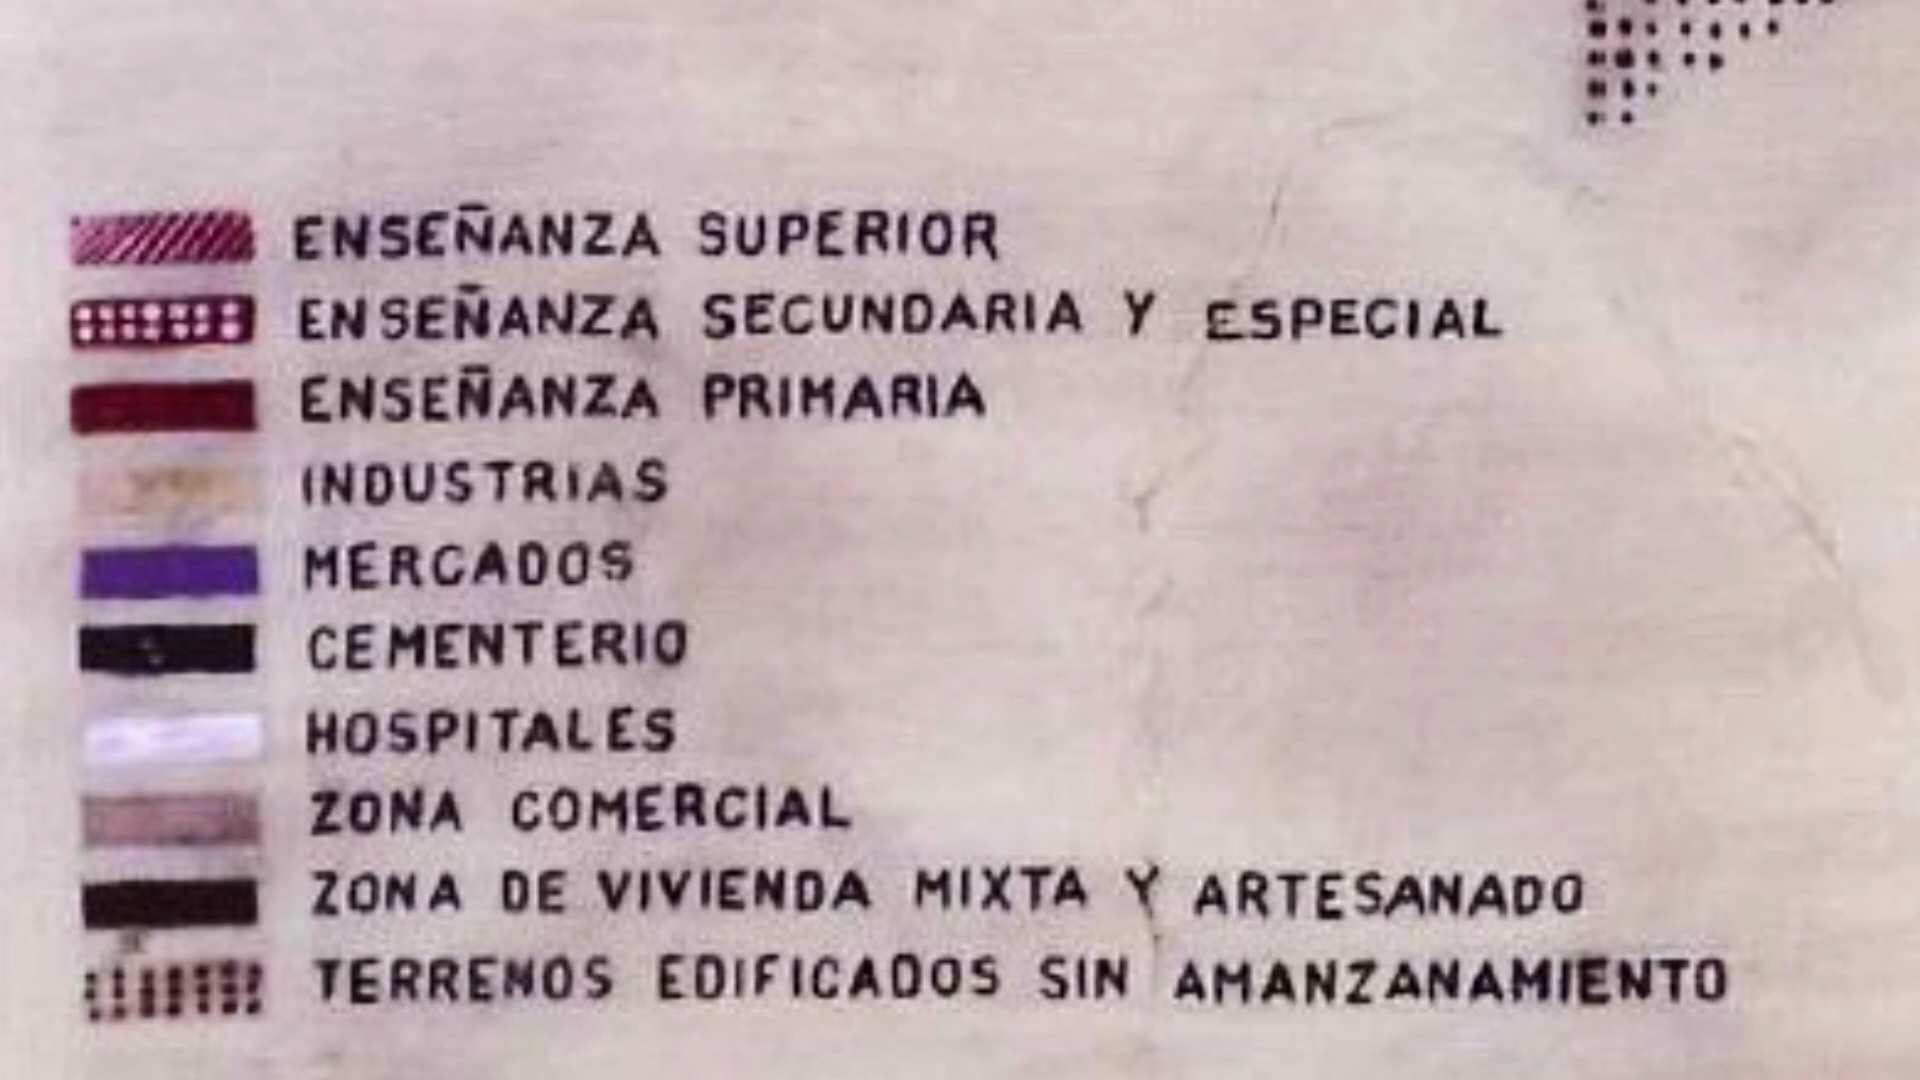 ENSEÑANZA SUPERIOR
ENSEÑANZA SECUNDARIA Y ESPECIAL
ENSEÑANZA PRIMARIA
INDUSTRIAS
MERCADOS
CEMENTERIO
HOSPITALES
ZONA COMERCIAL
ZONA DE VIVIENDA MIXTA Y ARTESANADO
TERRENOS EDIFICADOS SIN AMANZANAMIENTO